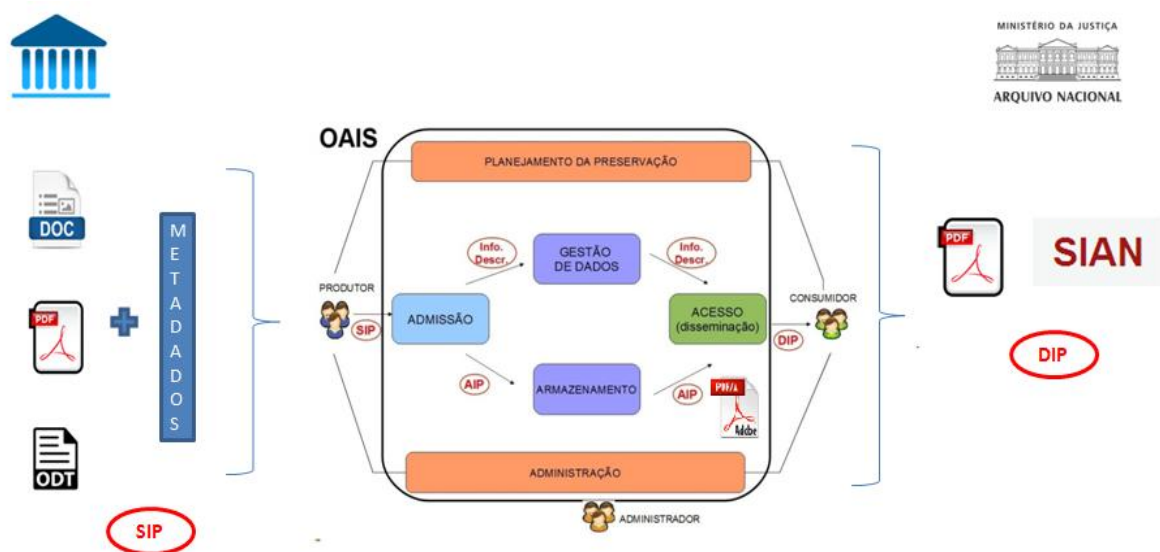 MINISTÉRIO DA JUSTIÇA
ARQUIVO NACIONAL
OAIS
PLANEJAMENTO DA PRESERVAÇÃO
DOC
PDF
ODT
METADADOS
SIP
PRODUTOR
SIP
ADMISSÃO
Info.
Descr.
GESTÃO
DE DADOS
Info.
Descr.
AIP
ARMAZENAMENTO
AIP
ACESSO
(disseminação)
DIP
CONSUMIDOR
PDF/A
Adobe
ADMINISTRAÇÃO
ADMINISTRADOR
PDF
SIAN
DIP